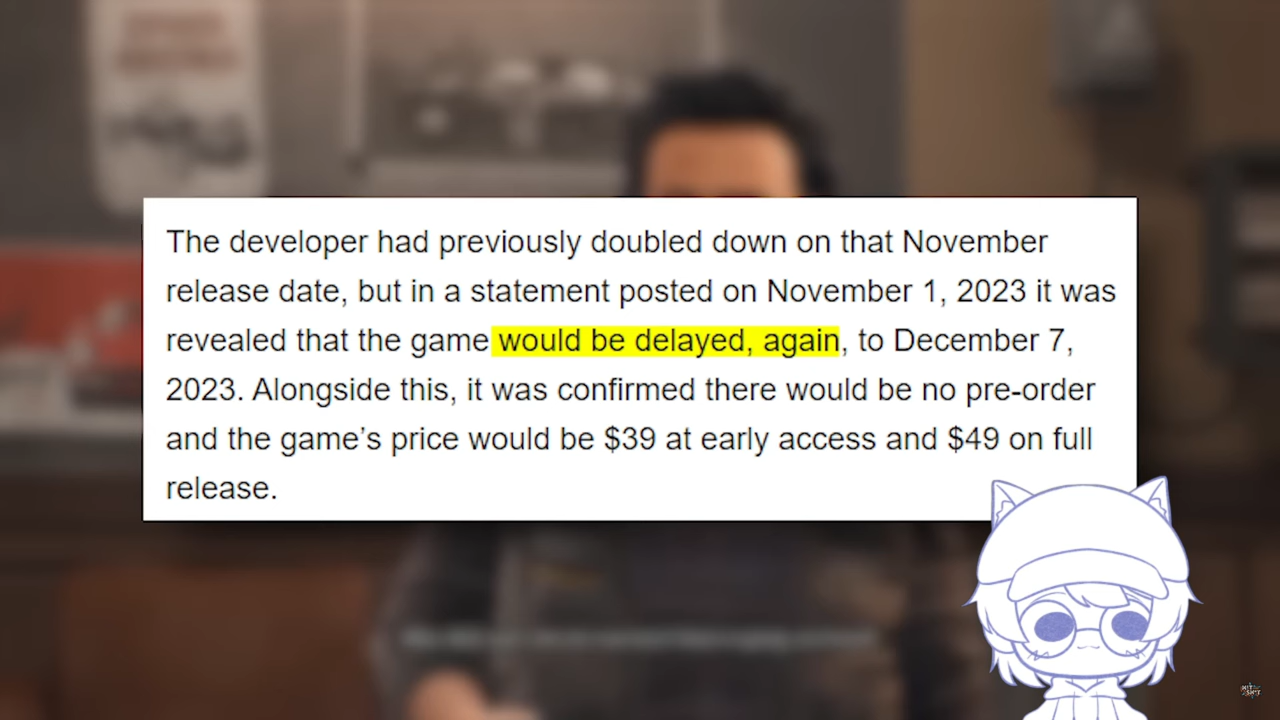 The developer had previously doubled down on that November
release date, but in a statement posted on November 1, 2023 it was
revealed that the game would be delayed, again, to December 7,
2023. Alongside this, it was confirmed there would be no pre-order
and the game’s price would be $39 at early access and $49 on full
release.